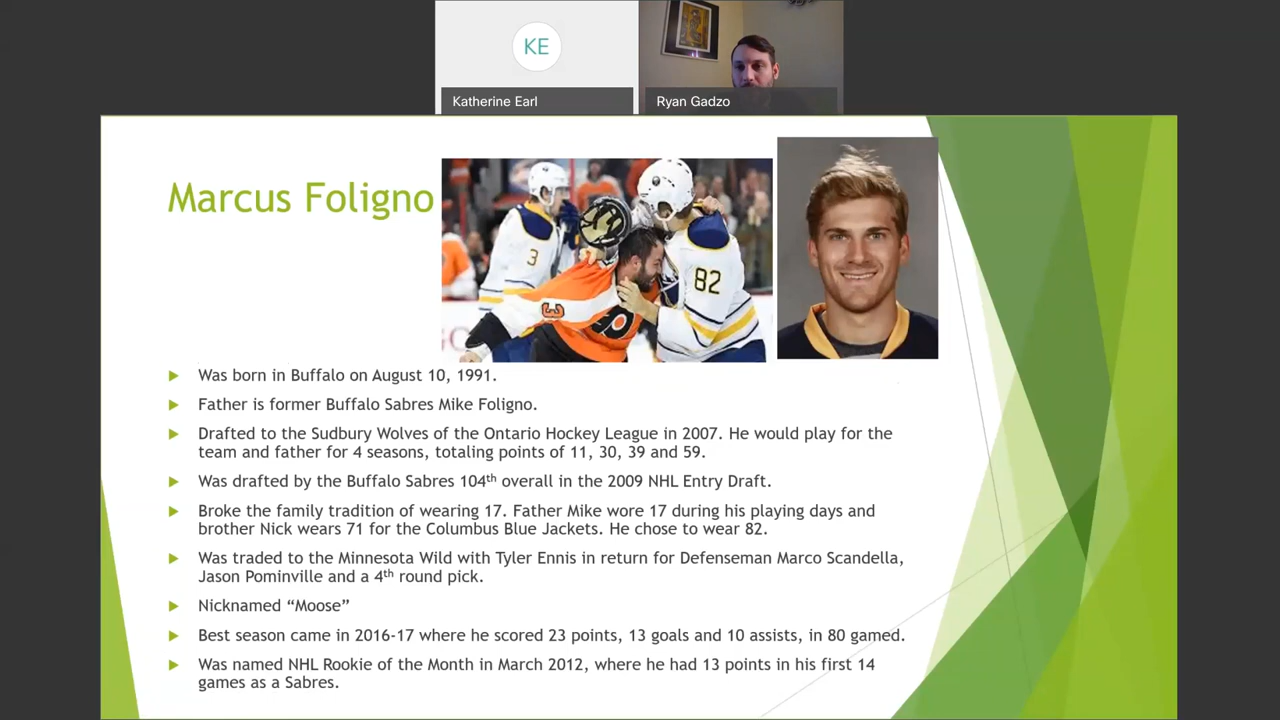 KE
Katherine Earl
Ryan Gadzo
Marcus Foligno
3
82
3
Was born in Buffalo on August 10, 1991.
Father is former Buffalo Sabres Mike Foligno.
Drafted to the Sudbury Wolves of the Ontario Hockey League in 2007. He would play for the
team and father for 4 seasons, totaling points of 11, 30, 39 and 59.
Was drafted by the Buffalo Sabres 104th overall in the 2009 NHL Entry Draft.
Broke the family tradition of wearing 17. Father Mike wore 17 during his playing days and
brother Nick wears 71 for the Columbus Blue Jackets. He chose to wear 82.
Was traded to the Minnesota Wild with Tyler Ennis in return for Defenseman Marco Scandella,
Jason Pominville and a 4th round pick.
Nicknamed “Moose”
Best season came in 2016-17 where he scored 23 points, 13 goals and 10 assists, in 80 gamed.
Was named NHL Rookie of the Month in March 2012, where he had 13 points in his first 14
games as a Sabres.